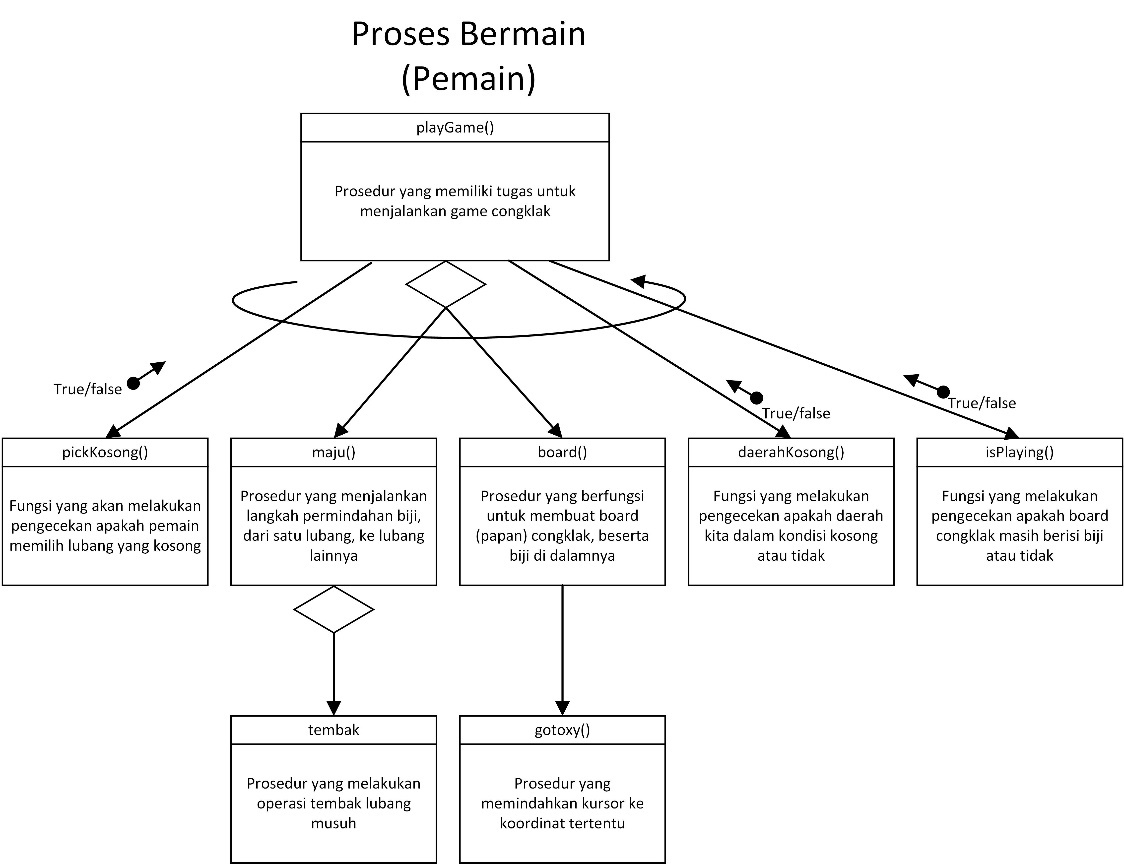 Proses Bermain
(Pemain)
playGame()
Prosedur yang memiliki tugas untuk
menjalankan game congklak
True/false
True/false
True/false
pickKosong()
Fungsi yang akan melakukan
pengecekan apakah pemain
memilih lubang yang kosong
maju()
Prosedur yang menjalankan
langkah permindahan biji,
dari satu lubang, ke lubang
lainnya
board()
Prosedur yang berfungsi
untuk membuat board
(papan) congklak, beserta
biji di dalamnya
daerahKosong()
Fungsi yang melakukan
pengecekan apakah daerah
kita dalam kondisi kosong
atau tidak
isPlaying()
Fungsi yang melakukan
pengecekan apakah board
congklak masih berisi biji
atau tidak
tembak
Prosedur yang melakukan
operasi tembak lubang
musuh
gotoxy()
Prosedur yang
memindahkan kursor ke
koordinat tertentu